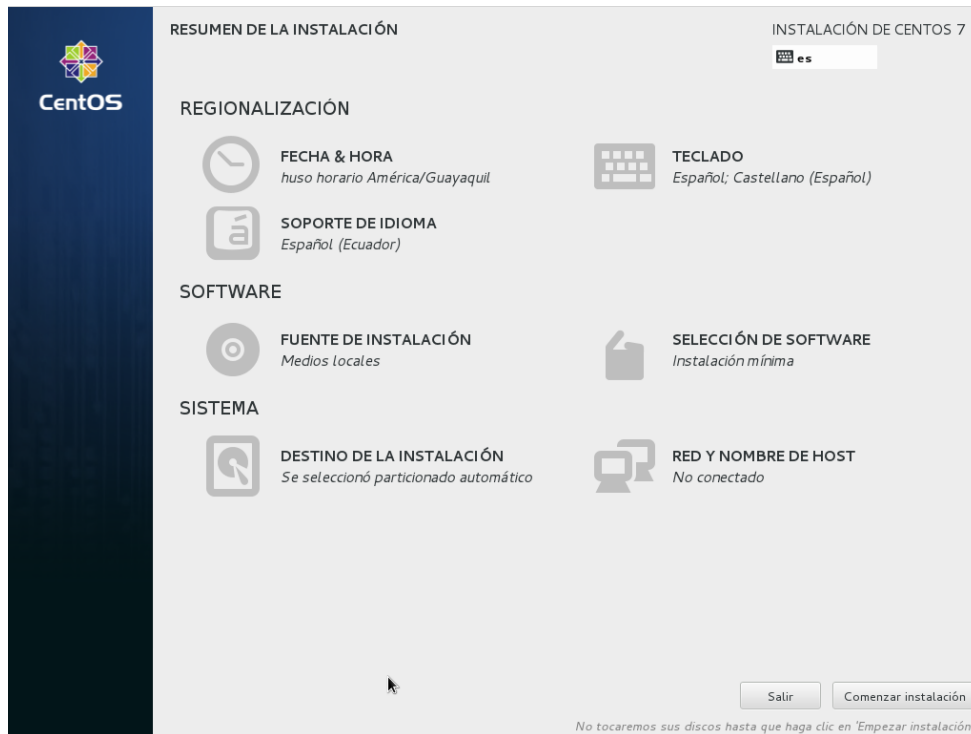 CentOS
RESUMEN DE LA INSTALACIÓN
INSTALACIÓN DE CENTOS 7
es
REGIONALIZACIÓN
FECHA & HORA
huso horario América/Guayaquil
TECLADO
Español; Castellano (Español)
SOPORTE DE IDIOMA
Español (Ecuador)
SOFTWARE
FUENTE DE INSTALACIÓN
Medios locales
SELECCIÓN DE SOFTWARE
Instalación mínima
SISTEMA
DESTINO DE LA INSTALACIÓN
Se seleccionó particionado automático
RED Y NOMBRE DE HOST
No conectado
Salir
Comenzar instalación
No tocaremos sus discos hasta que haga clic en 'Empezar instalación